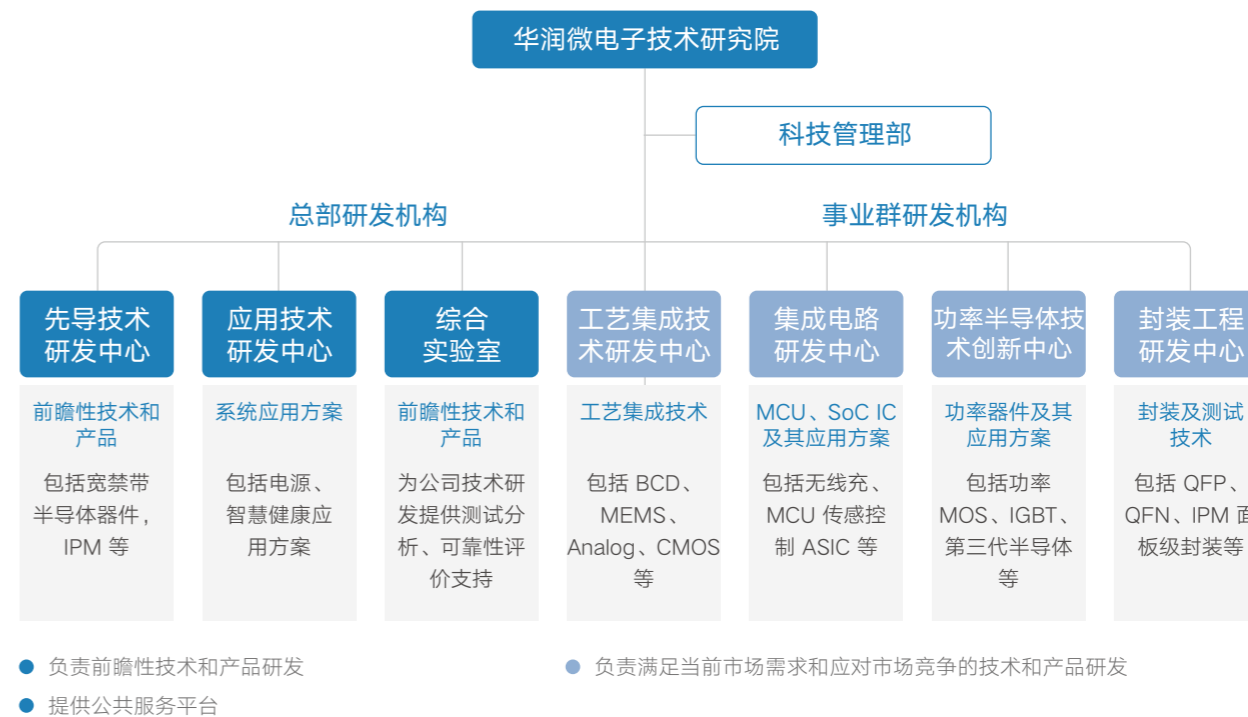 华润微电子技术研究院
科技管理部
总部研发机构
事业群研发机构
先导技术
研发中心
前瞻性技术和
产品
包括宽禁带
半导体器件，
IPM 等
应用技术
研发中心
系统应用方案
包括电源、
智慧健康应
用方案
综合
实验室
前瞻性技术和
产品
为公司技术研
发提供测试分
析、可靠性评
价支持
工艺集成技
术研发中心
工艺集成技术
包括 BCD、
MEMS、
Analog、CMOS
等
集成电路
研发中心
MCU、SoC IC
及其应用方案
包括无线充、
MCU 传感控
制 ASIC 等
功率半导体技
术创新中心
功率器件及其
应用方案
包括功率
MOS、IGBT、
第三代半导体
等
封装工程
研发中心
封装及测试
技术
包括 QFP、
QFN、IPM 面
板级封装等
负责前瞻性技术和产品研发
提供公共服务平台
负责满足当前市场需求和应对市场竞争的技术和产品研发